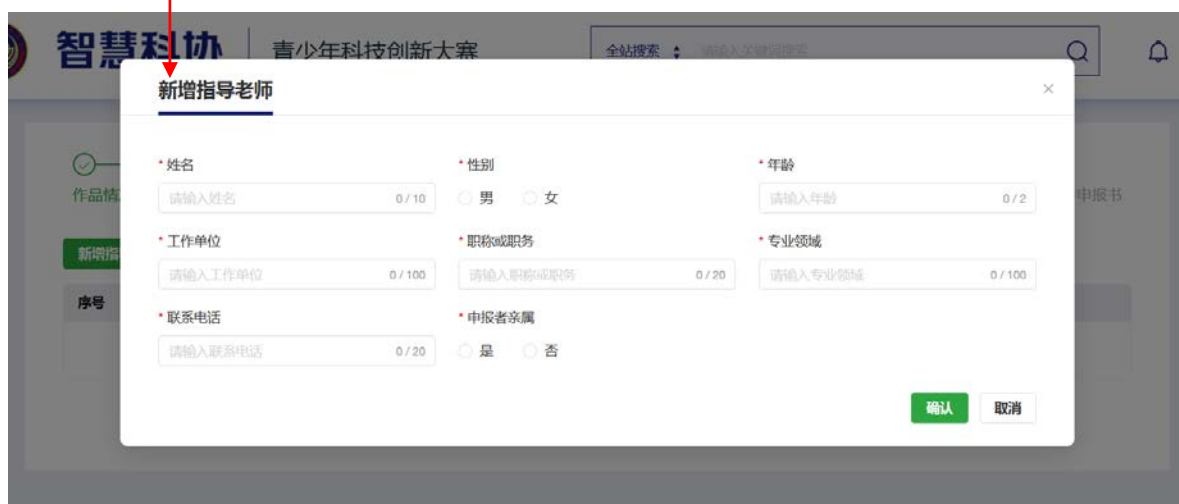 智慧科协 青少年科技创新大赛 全站搜索 请输入关键词搜索
新增指导老师
*姓名 *性别 *年龄
作品情 请输入姓名 0/10 男 女 请输入年龄 0/2 申报书
*工作单位 *职称或职务 *专业领域
新增指
请输入工作单位 0/100 请输入职称或职务 0/20 请输入专业领域 0/100
序号
*联系电话 *申报者亲属
请输入联系电话 0/20 是 否
确认 取消